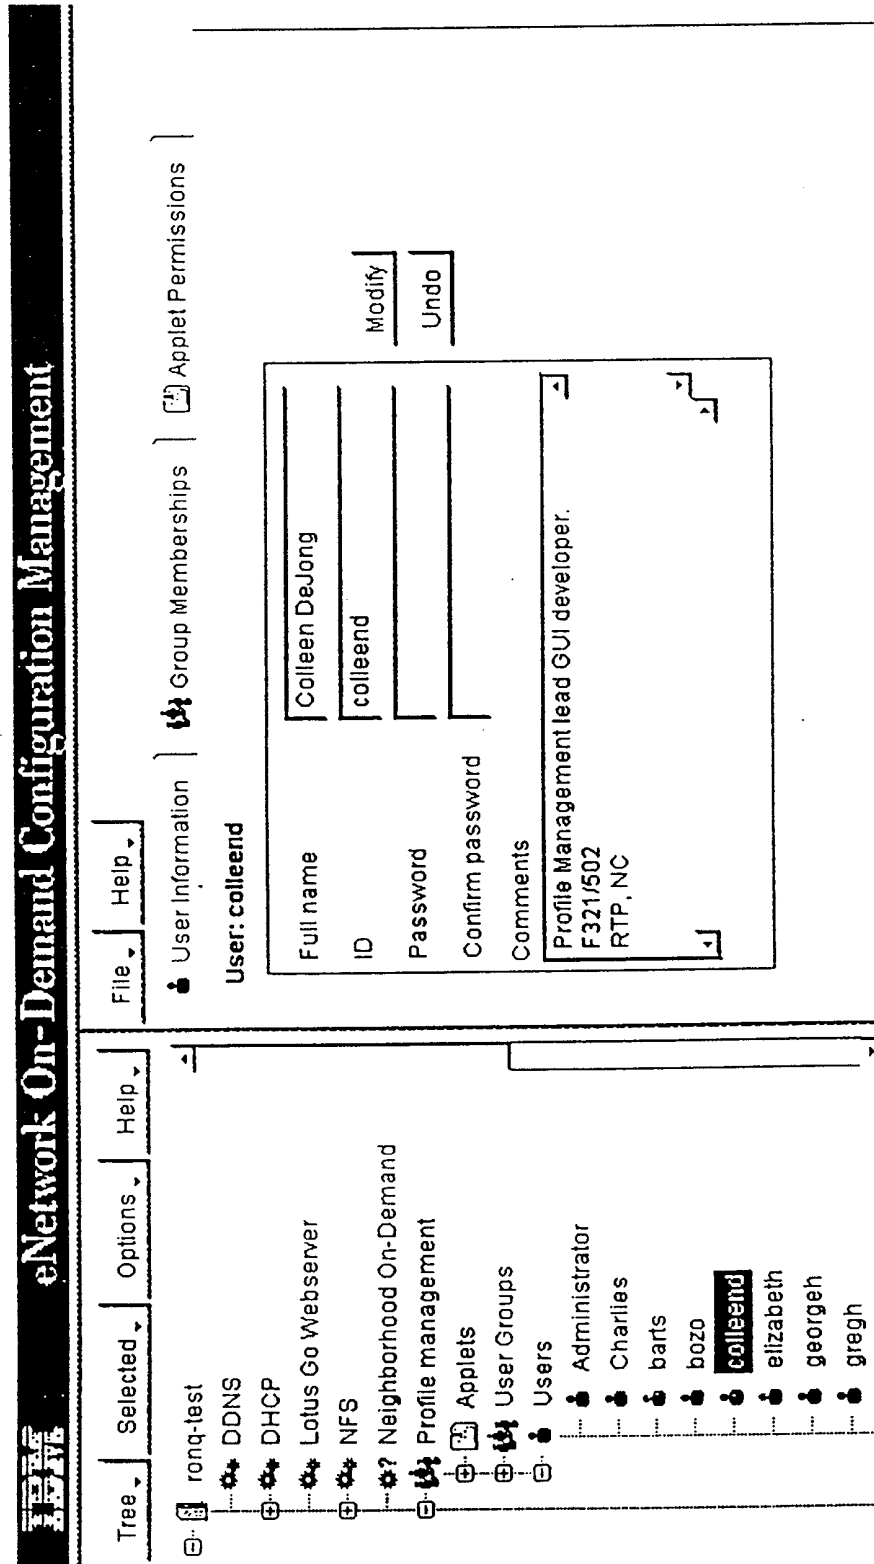 IBM eNetwork On-Demand Configuration Management
Tree Selected Options Help
ronq-test
DDNS
DHCP
Lotus Go Webserver
NFS
Neighborhood On-Demand
Profile management
Applets
User Groups
Users
Administrator
Charlies
barts
bozo
colleend
elizabeth
georgeh
gregh
File Help
User Information Group Memberships Applet Permissions
User: colleend
Full name Colleen DeJong
ID colleend Modify
Password Undo
Confirm password
Comments
Profile Management lead GUI developer.
F321/502
RTP, NC